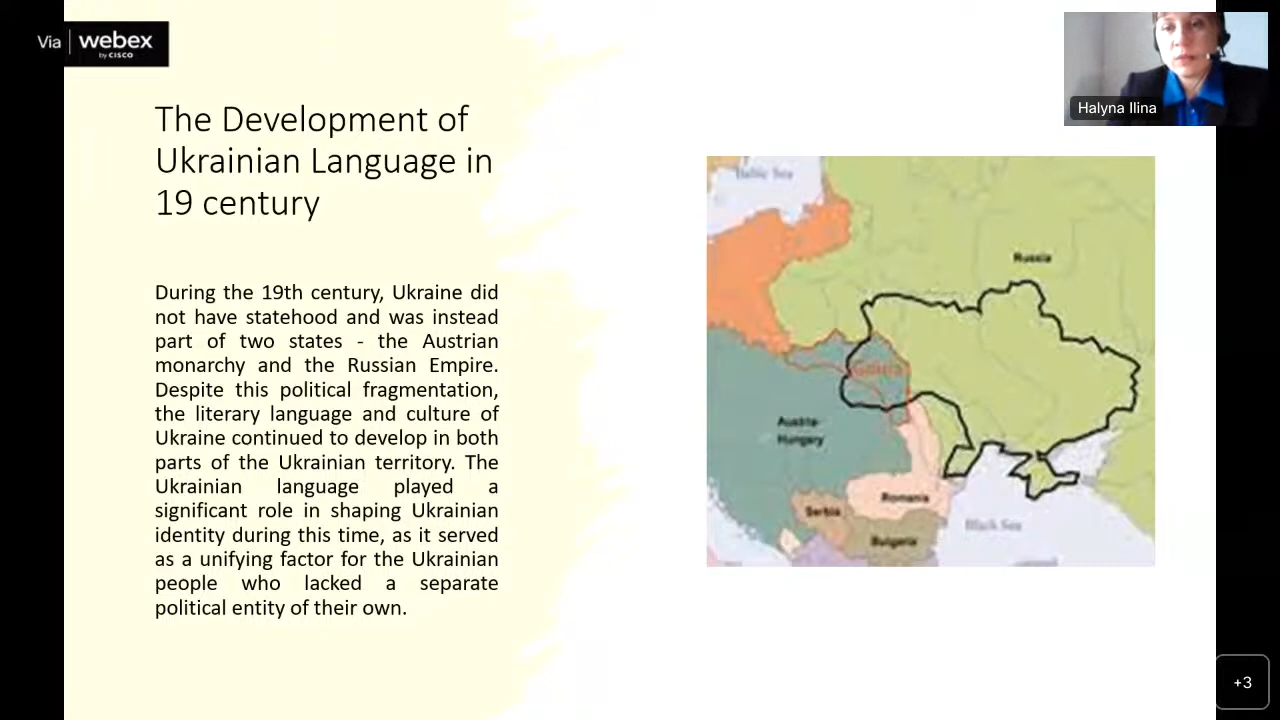 Via webex
by CISCO
Halyna Ilina
The Development of
Ukrainian Language in
19 century
During the 19th century, Ukraine did
not have statehood and was instead
part of two states - the Austrian
monarchy and the Russian Empire.
Despite this political fragmentation,
the literary language and culture of
Ukraine continued to develop in both
parts of the Ukrainian territory. The
Ukrainian language played a
significant role in shaping Ukrainian
identity during this time, as it served
as a unifying factor for the Ukrainian
people who lacked a separate
political entity of their own.
Baltic Sea
Russia
Galicia
Austria-
Hungary
Romania
Serbia
Black Sea
Bulgaria
+3